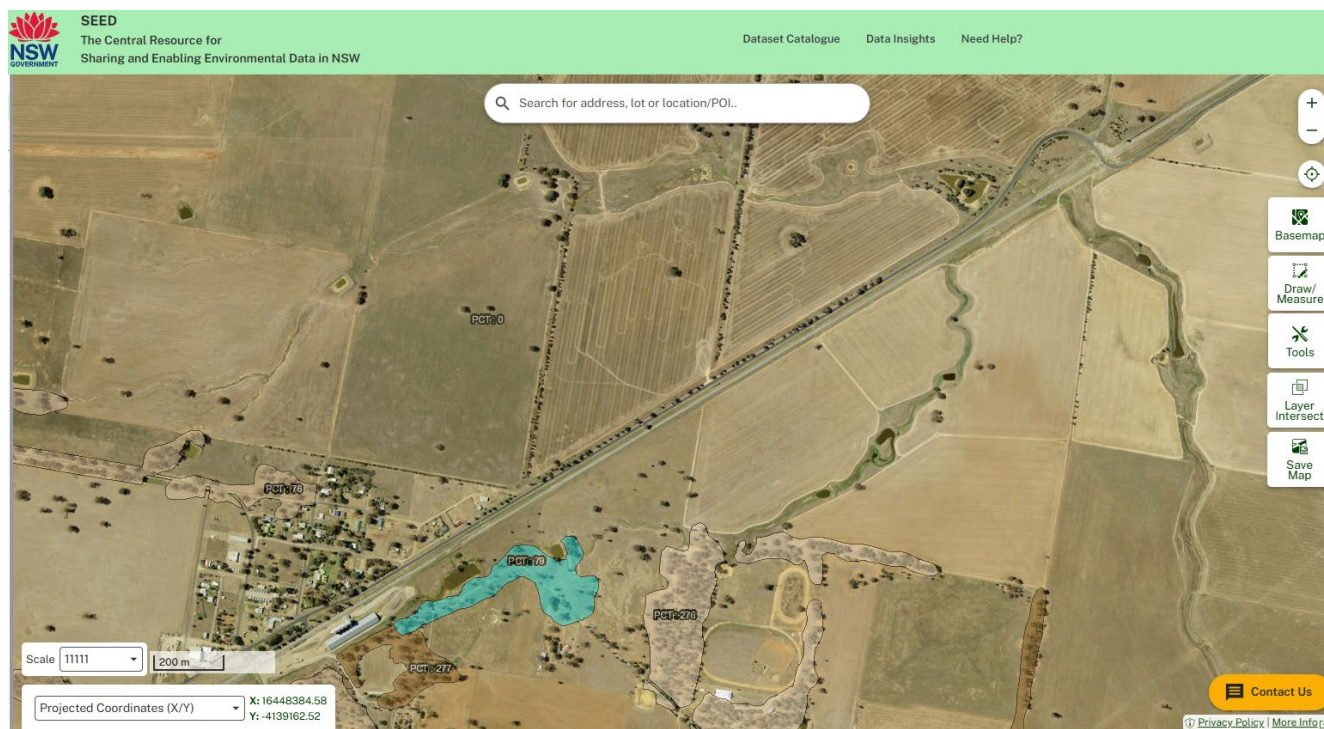 NSW
GOVERNMENT
SEED
The Central Resource for
Sharing and Enabling Environmental Data in NSW
Dataset Catalogue
Data Insights
Need Help?
Search for address, lot or location/POI..
+
−
Basemap
Draw/
Measure
Tools
Layer
Intersect
Save
Map
PCT : 0
PCT : 76
PCT : 79
PCT : 276
PCT : 277
Scale 11111
200 m
Projected Coordinates (X/Y)
X: 16448384.58
Y: -4139162.52
Contact Us
Privacy Policy | More Info